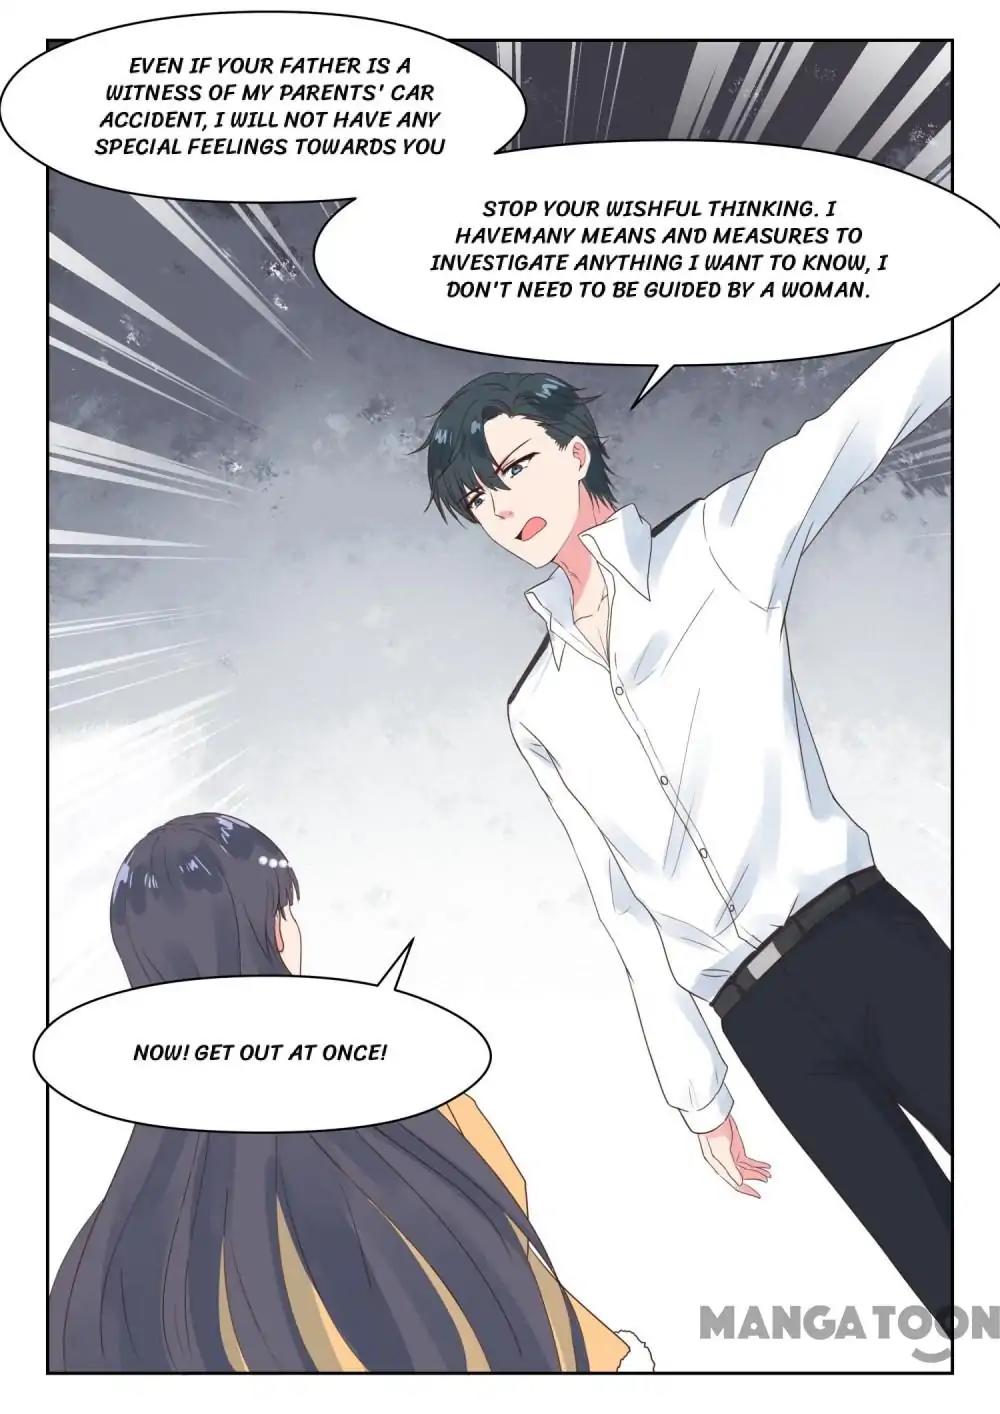 EVEN IF YOUR FATHER IS A
WITNESS OF MY PARENTS' CAR
ACCIDENT, I WILL NOT HAVE ANY
SPECIAL FEELINGS TOWARDS YOU
STOP YOUR WISHFUL THINKING. I
HAVEMANY MEANS AND MEASURES TO
INVESTIGATE ANYTHING I WANT TO KNOW, I
DON'T NEED TO BE GUIDED BY A WOMAN.
NOW! GET OUT AT ONCE!
MANGATOON